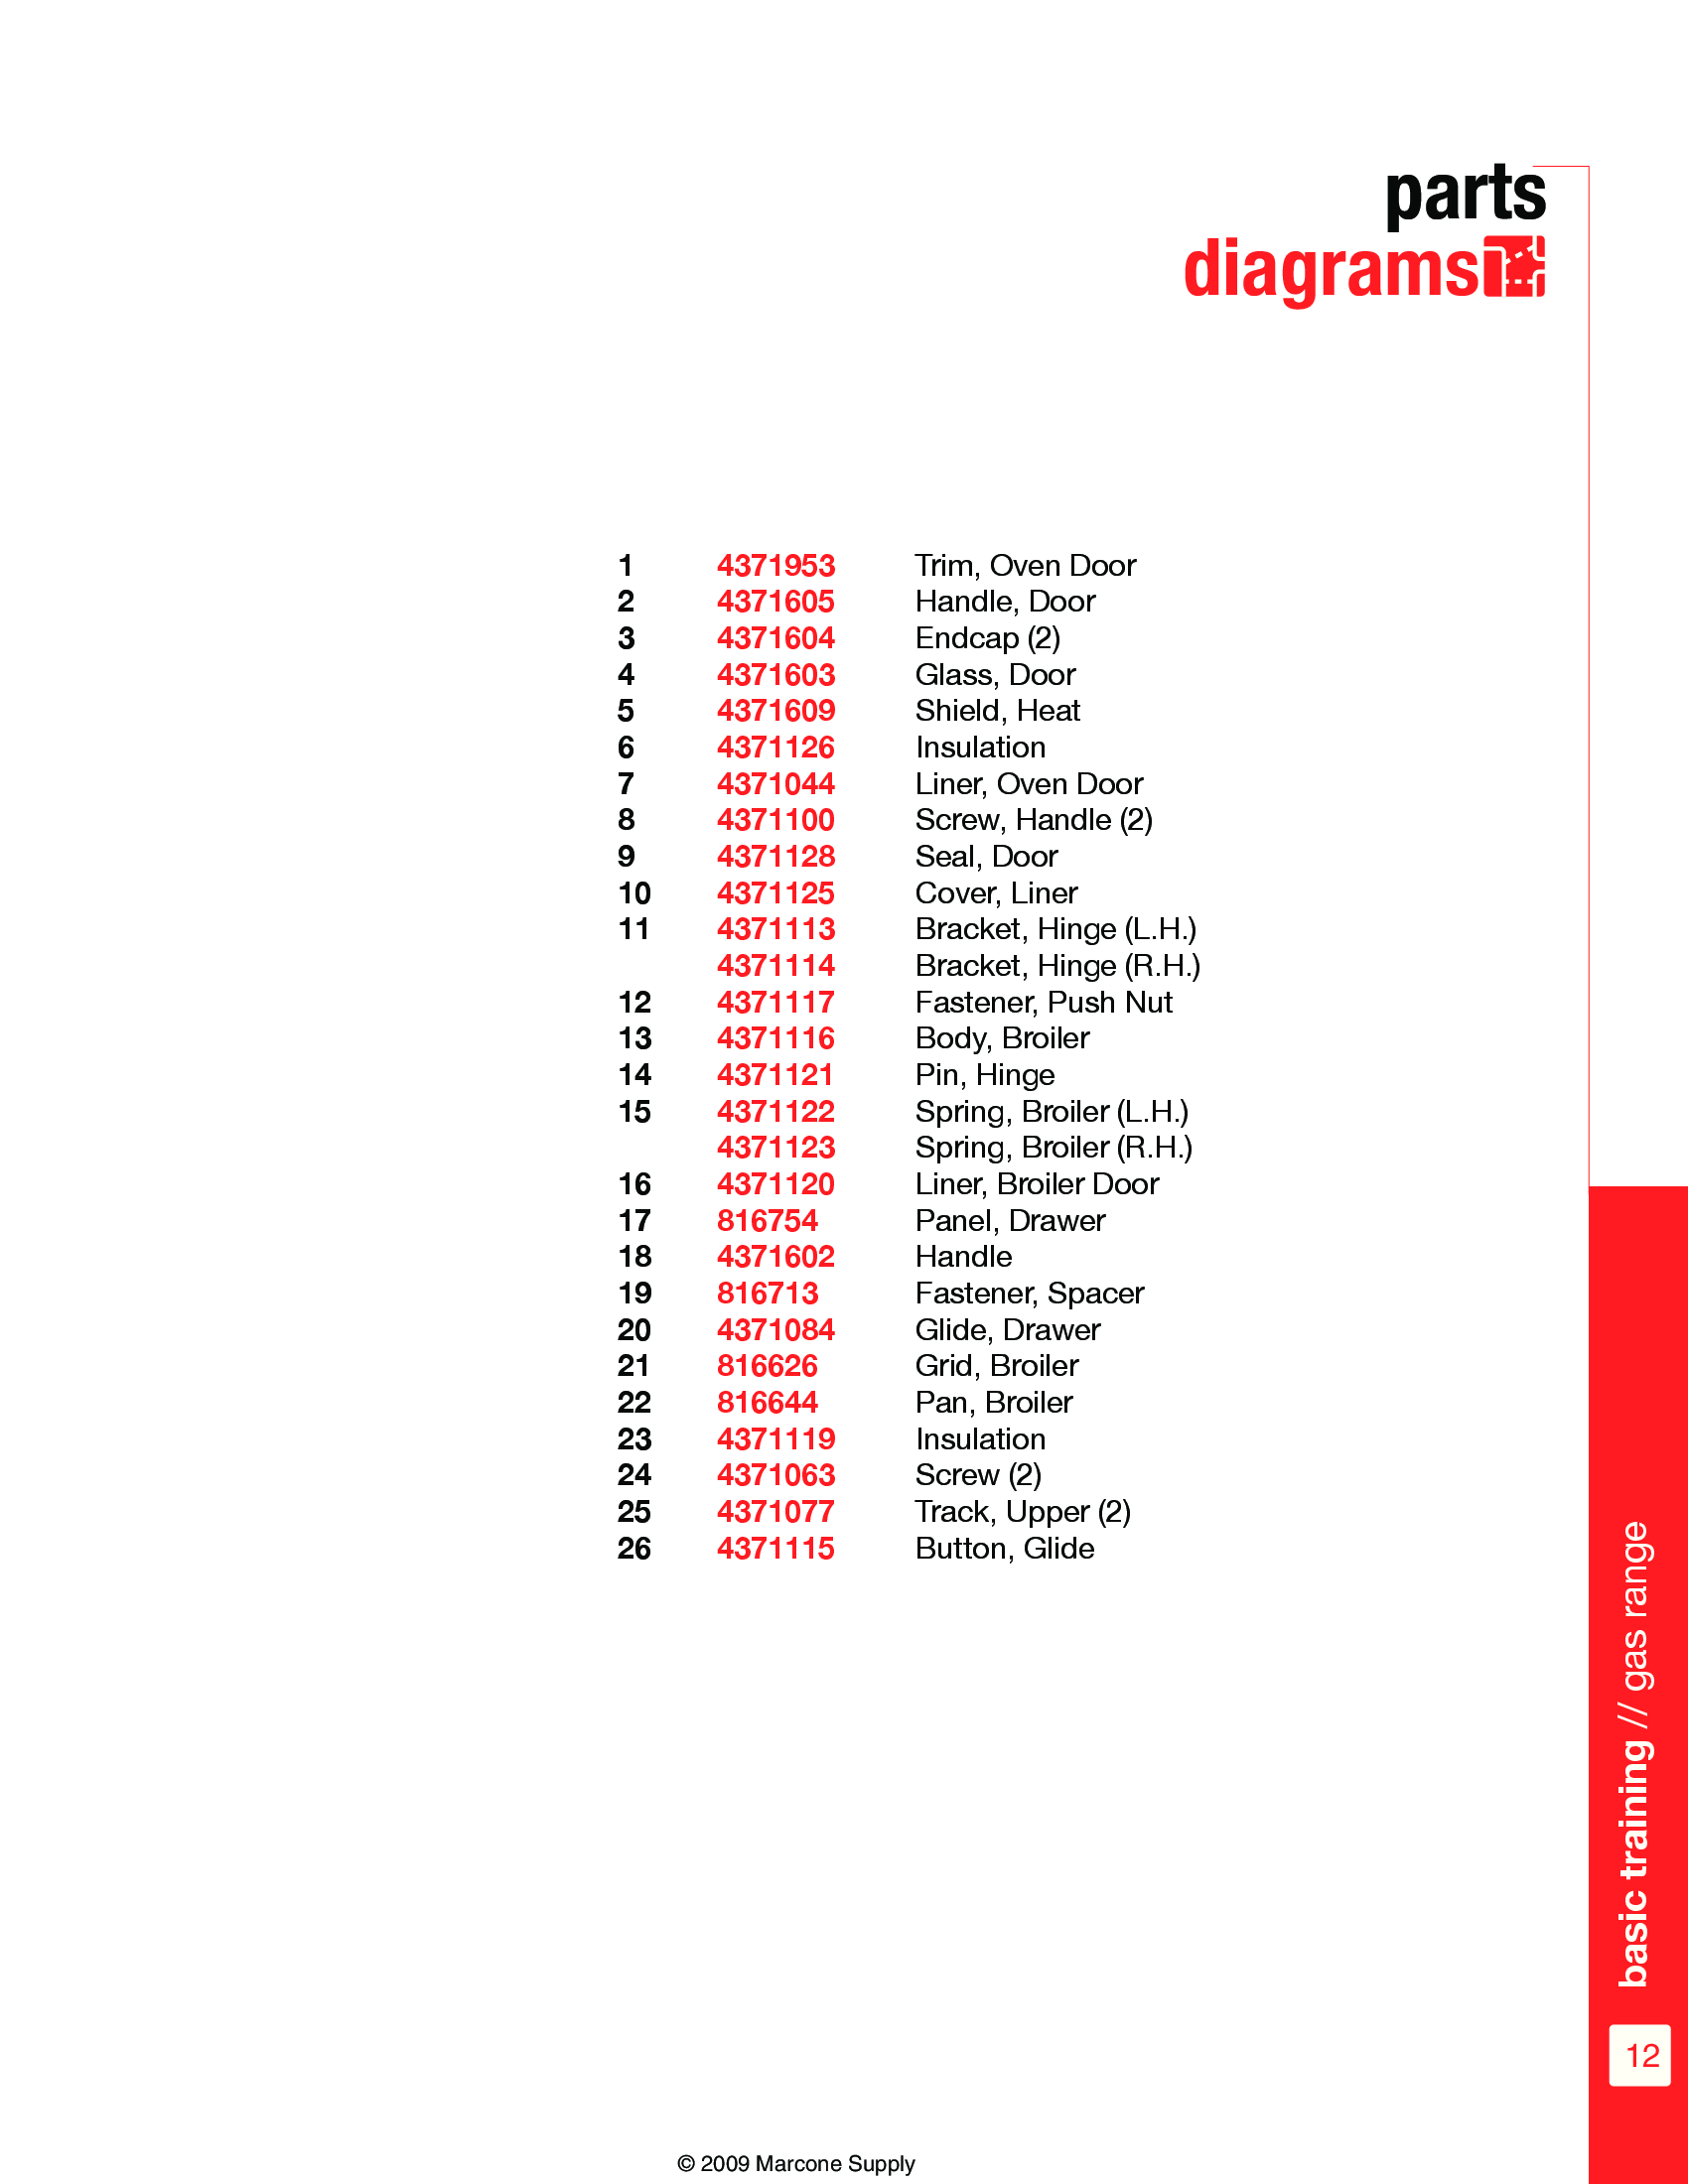 parts
diagrams
1 4371953 Trim, Oven Door
2 4371605 Handle, Door
3 4371604 Endcap (2)
4 4371603 Glass, Door
5 4371609 Shield, Heat
6 4371126 Insulation
7 4371044 Liner, Oven Door
8 4371100 Screw, Handle (2)
9 4371128 Seal, Door
10 4371125 Cover, Liner
11 4371113 Bracket, Hinge (L.H.)
4371114 Bracket, Hinge (R.H.)
12 4371117 Fastener, Push Nut
13 4371116 Body, Broiler
14 4371121 Pin, Hinge
15 4371122 Spring, Broiler (L.H.)
4371123 Spring, Broiler (R.H.)
16 4371120 Liner, Broiler Door
17 816754 Panel, Drawer
18 4371602 Handle
19 816713 Fastener, Spacer
20 4371084 Glide, Drawer
21 816626 Grid, Broiler
22 816644 Pan, Broiler
23 4371119 Insulation
24 4371063 Screw (2)
25 4371077 Track, Upper (2)
26 4371115 Button, Glide
basic training // gas range
12
© 2009 Marcone Supply